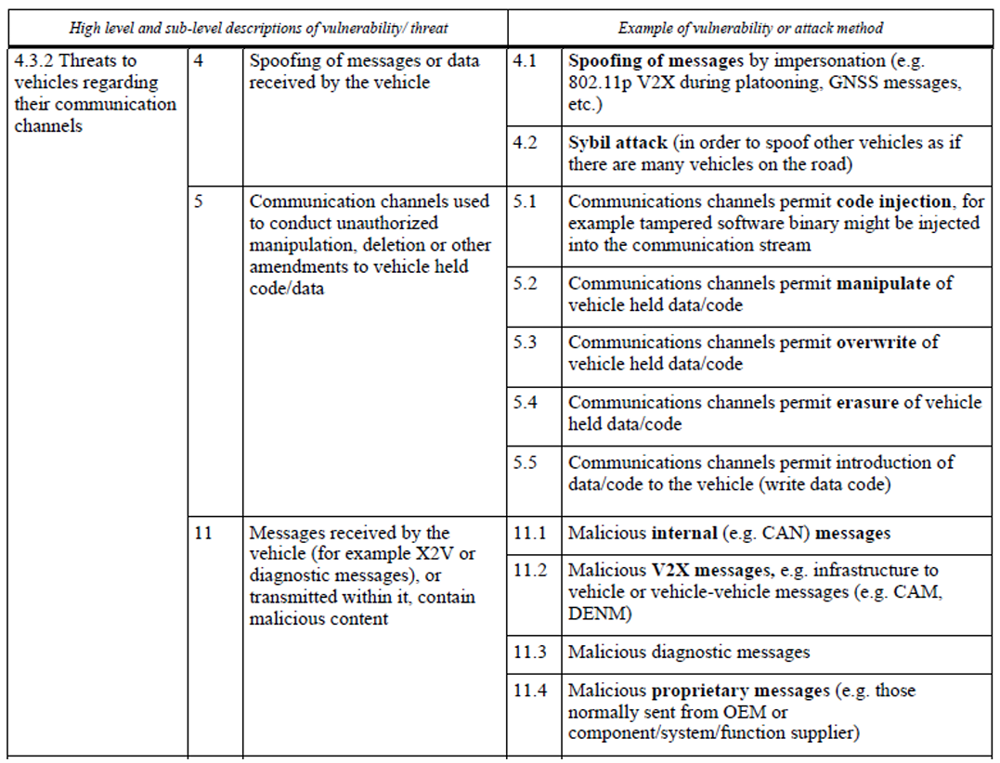 High level and sub-level descriptions of vulnerability/ threat
Example of vulnerability or attack method
4.3.2 Threats to
vehicles regarding
their communication
channels
4
Spoofing of messages or data
received by the vehicle
4.1
Spoofing of messages by impersonation (e.g.
802.11p V2X during platooning, GNSS messages,
etc.)
4.2
Sybil attack (in order to spoof other vehicles as if
there are many vehicles on the road)
5
Communication channels used
to conduct unauthorized
manipulation, deletion or other
amendments to vehicle held
code/data
5.1
Communications channels permit code injection, for
example tampered software binary might be injected
into the communication stream
5.2
Communications channels permit manipulate of
vehicle held data/code
5.3
Communications channels permit overwrite of
vehicle held data/code
5.4
Communications channels permit erasure of vehicle
held data/code
5.5
Communications channels permit introduction of
data/code to the vehicle (write data code)
11
Messages received by the
vehicle (for example X2V or
diagnostic messages), or
transmitted within it, contain
malicious content
11.1
Malicious internal (e.g. CAN) messages
11.2
Malicious V2X messages, e.g. infrastructure to
vehicle or vehicle-vehicle messages (e.g. CAM,
DENM)
11.3
Malicious diagnostic messages
11.4
Malicious proprietary messages (e.g. those
normally sent from OEM or
component/system/function supplier)